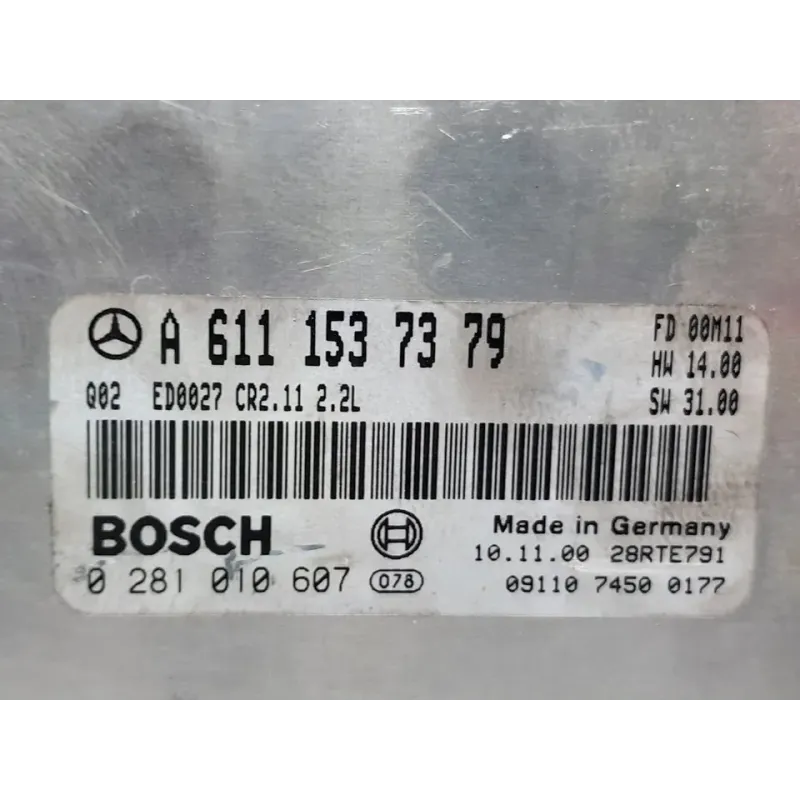 A 611 153 73 79
FD 00M11
HW 14.00
Q02 ED0027 CR2.11 2.2L
SW 31.00
BOSCH
Made in Germany
10.11.00 28RTE791
0 281 010 607 078
09110 7450 0177